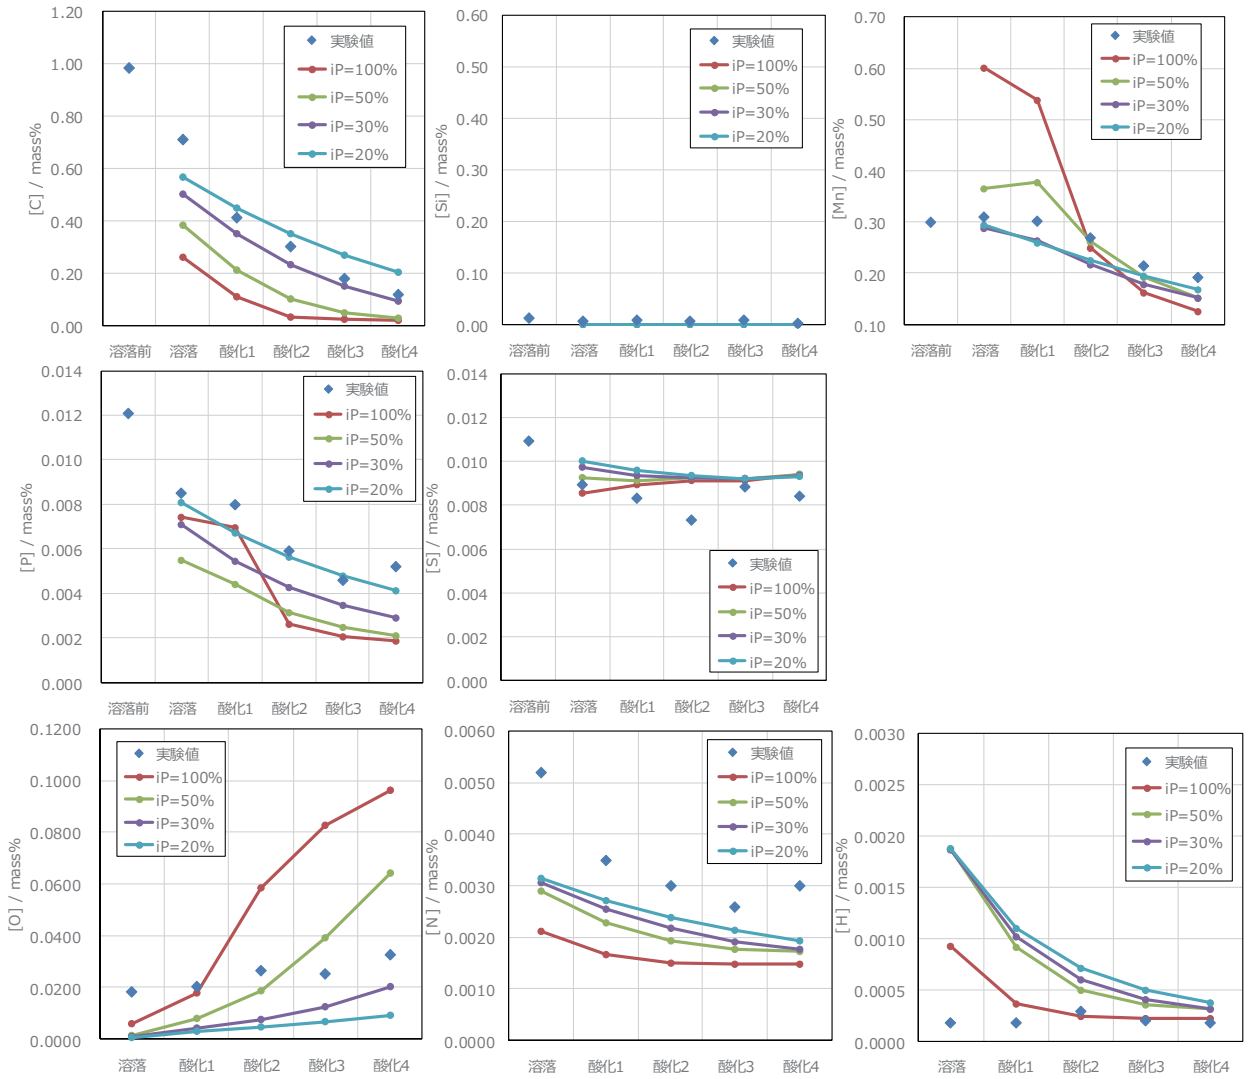 1.20
1.00
0.80
0.60
0.40
0.20
0.00
[C] / mass%
実験値
iP=100%
iP=50%
iP=30%
iP=20%
溶落前 溶落 酸化1 酸化2 酸化3 酸化4
0.60
0.50
0.40
0.30
0.20
0.10
0.00
[Si] / mass%
実験値
iP=100%
iP=50%
iP=30%
iP=20%
溶落前 溶落 酸化1 酸化2 酸化3 酸化4
0.70
0.60
0.50
0.40
0.30
0.20
0.10
[Mn] / mass%
実験値
iP=100%
iP=50%
iP=30%
iP=20%
溶落前 溶落 酸化1 酸化2 酸化3 酸化4
0.014
0.012
0.010
0.008
0.006
0.004
0.002
0.000
[P] / mass%
実験値
iP=100%
iP=50%
iP=30%
iP=20%
溶落前 溶落 酸化1 酸化2 酸化3 酸化4
0.014
0.012
0.010
0.008
0.006
0.004
0.002
0.000
[S] / mass%
実験値
iP=100%
iP=50%
iP=30%
iP=20%
溶落前 溶落 酸化1 酸化2 酸化3 酸化4
0.1200
0.1000
0.0800
0.0600
0.0400
0.0200
0.0000
[O] / mass%
実験値
iP=100%
iP=50%
iP=30%
iP=20%
溶落 酸化1 酸化2 酸化3 酸化4
0.0060
0.0050
0.0040
0.0030
0.0020
0.0010
0.0000
[N] / mass%
実験値
iP=100%
iP=50%
iP=30%
iP=20%
溶落 酸化1 酸化2 酸化3 酸化4
0.0030
0.0025
0.0020
0.0015
0.0010
0.0005
0.0000
[H] / mass%
実験値
iP=100%
iP=50%
iP=30%
iP=20%
溶落 酸化1 酸化2 酸化3 酸化4